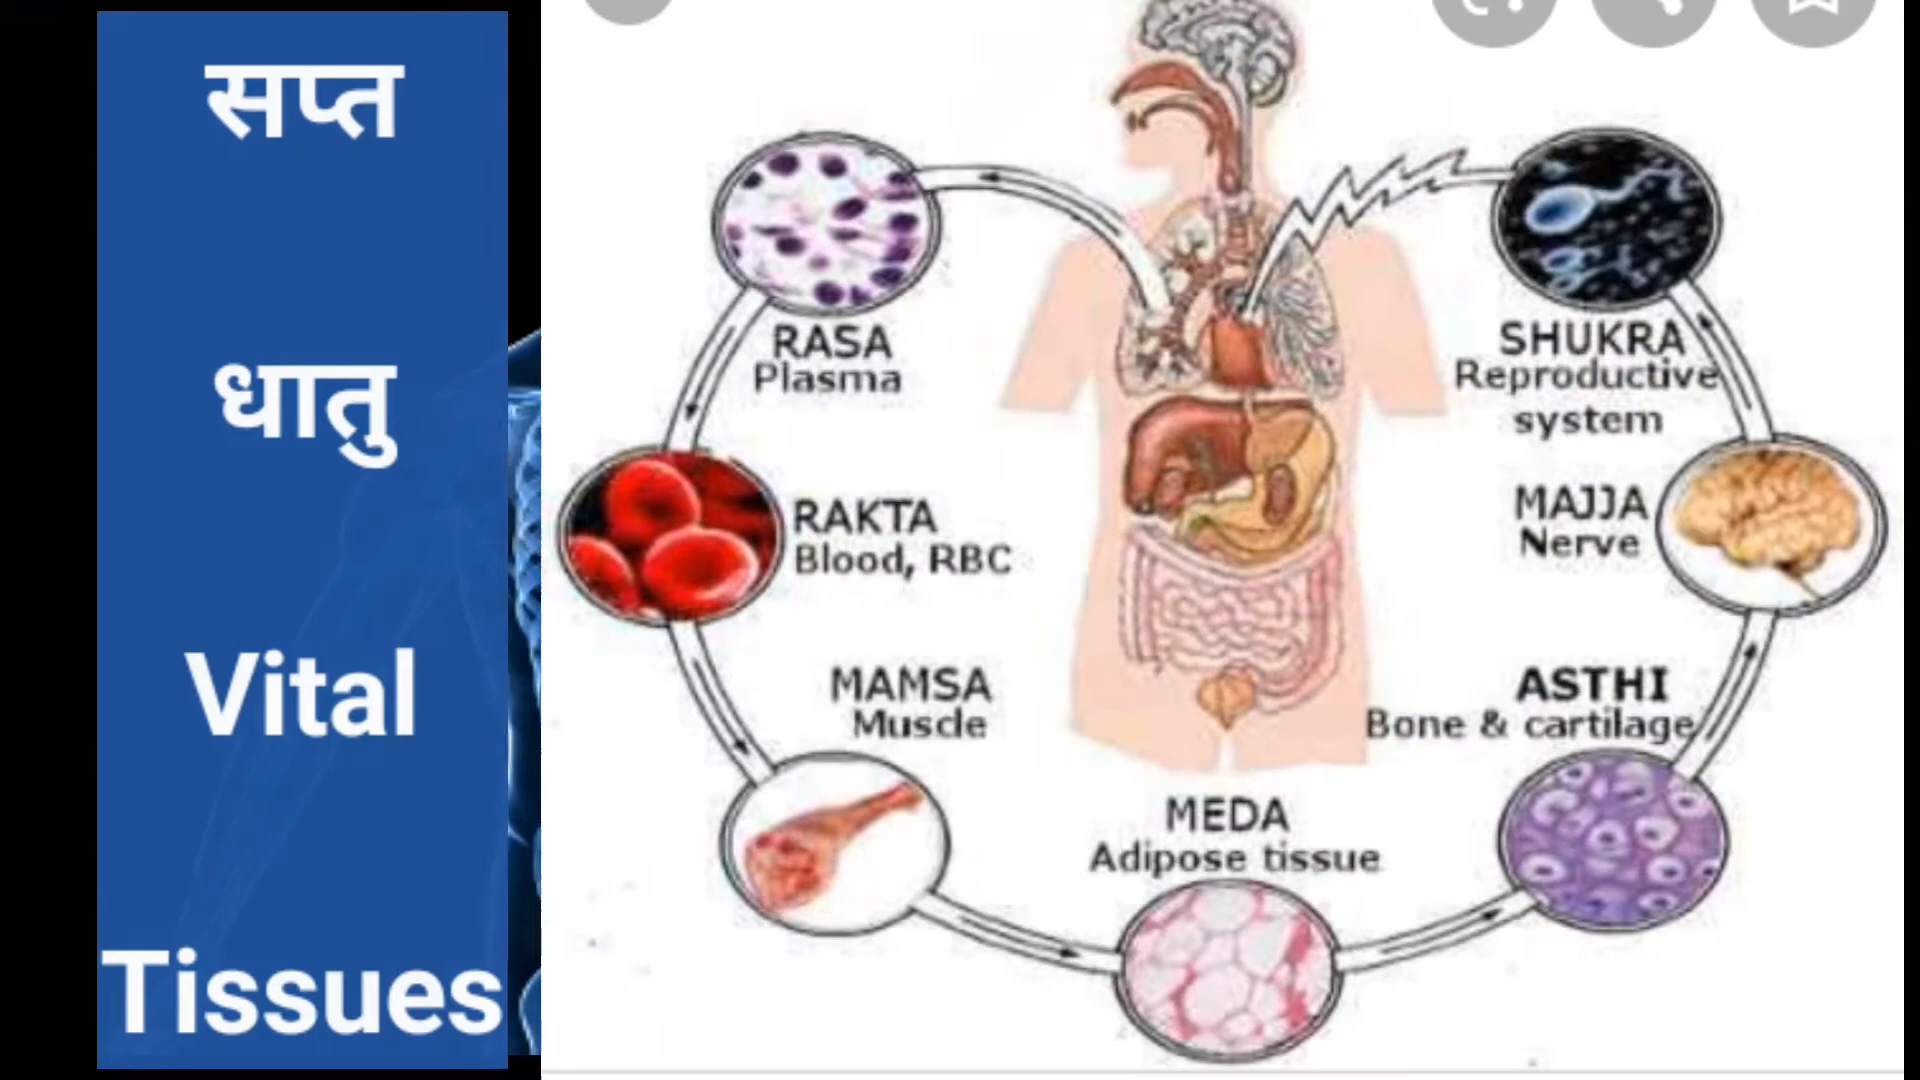 सप्त
धातु
Vital
Tissues
RASA
Plasma
RAKTA
Blood, RBC
MAMSA
Muscle
MEDA
Adipose tissue
ASTHI
Bone & cartilage
MAJJA
Nerve
SHUKRA
Reproductive
system